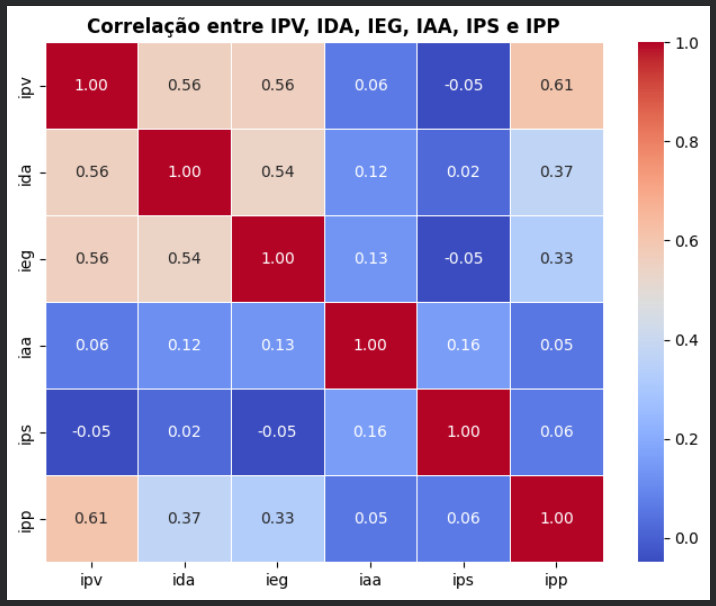 Correlação entre IPV, IDA, IEG, IAA, IPS e IPP
ipv 1.00 0.56 0.56 0.06 -0.05 0.61
ida 0.56 1.00 0.54 0.12 0.02 0.37
ieg 0.56 0.54 1.00 0.13 -0.05 0.33
iaa 0.06 0.12 0.13 1.00 0.16 0.05
ips -0.05 0.02 -0.05 0.16 1.00 0.06
ipp 0.61 0.37 0.33 0.05 0.06 1.00
ipv ida ieg iaa ips ipp
1.0
0.8
0.6
0.4
0.2
0.0